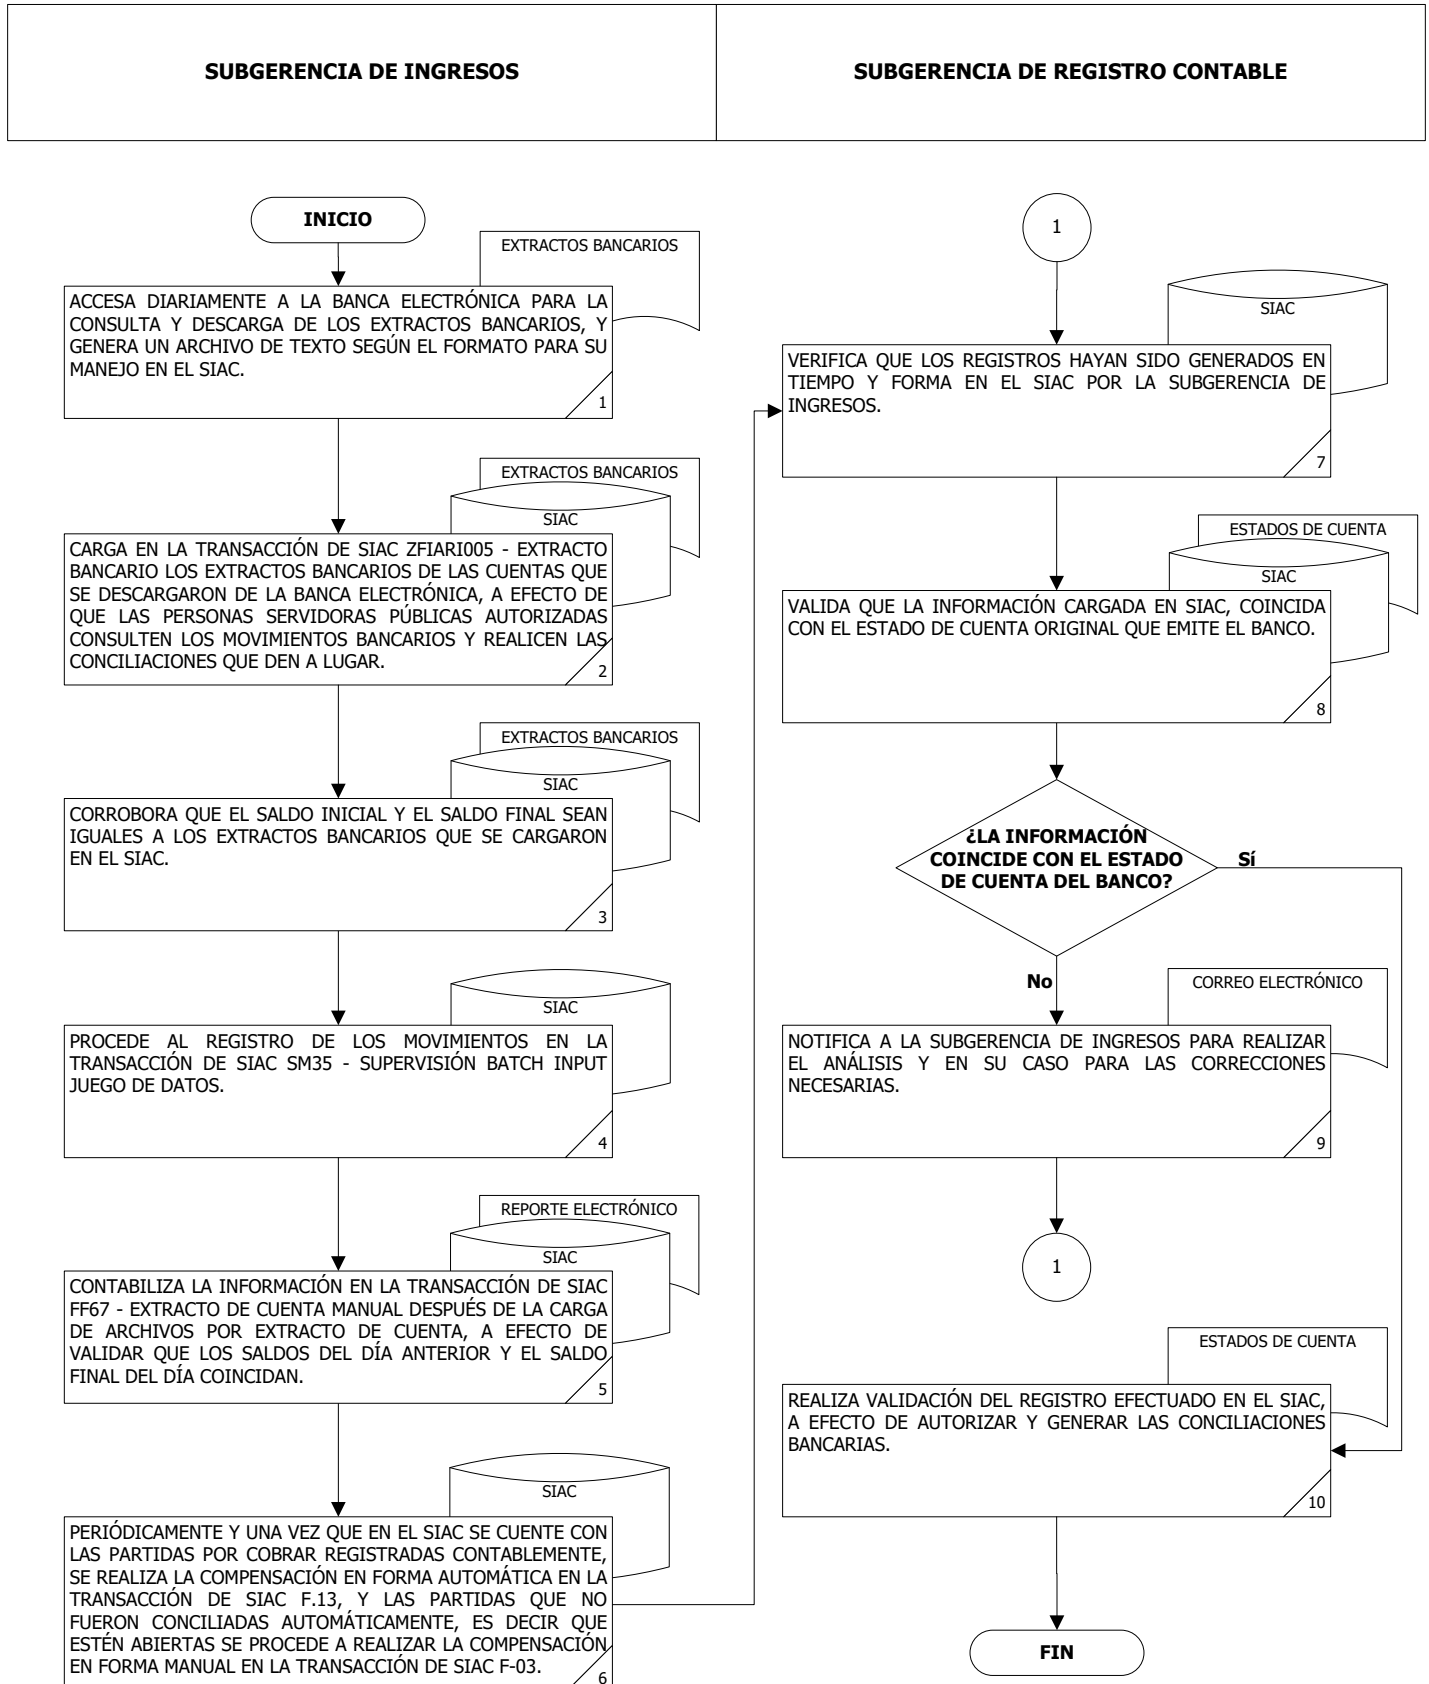 SUBGERENCIA DE INGRESOS
SUBGERENCIA DE REGISTRO CONTABLE
INICIO
EXTRACTOS BANCARIOS
ACCESA DIARIAMENTE A LA BANCA ELECTRÓNICA PARA LA
CONSULTA Y DESCARGA DE LOS EXTRACTOS BANCARIOS, Y
GENERA UN ARCHIVO DE TEXTO SEGÚN EL FORMATO PARA SU
MANEJO EN EL SIAC.
1
EXTRACTOS BANCARIOS
SIAC
CARGA EN LA TRANSACCIÓN DE SIAC ZFIARI005 - EXTRACTO
BANCARIO LOS EXTRACTOS BANCARIOS DE LAS CUENTAS QUE
SE DESCARGARON DE LA BANCA ELECTRÓNICA, A EFECTO DE
QUE LAS PERSONAS SERVIDORAS PÚBLICAS AUTORIZADAS
CONSULTEN LOS MOVIMIENTOS BANCARIOS Y REALICEN LAS
CONCILIACIONES QUE DEN A LUGAR.
2
EXTRACTOS BANCARIOS
SIAC
CORROBORA QUE EL SALDO INICIAL Y EL SALDO FINAL SEAN
IGUALES A LOS EXTRACTOS BANCARIOS QUE SE CARGARON
EN EL SIAC.
3
SIAC
PROCEDE AL REGISTRO DE LOS MOVIMIENTOS EN LA
TRANSACCIÓN DE SIAC SM35 - SUPERVISIÓN BATCH INPUT
JUEGO DE DATOS.
4
REPORTE ELECTRÓNICO
SIAC
CONTABILIZA LA INFORMACIÓN EN LA TRANSACCIÓN DE SIAC
FF67 - EXTRACTO DE CUENTA MANUAL DESPUÉS DE LA CARGA
DE ARCHIVOS POR EXTRACTO DE CUENTA, A EFECTO DE
VALIDAR QUE LOS SALDOS DEL DÍA ANTERIOR Y EL SALDO
FINAL DEL DÍA COINCIDAN.
5
SIAC
PERIÓDICAMENTE Y UNA VEZ QUE EN EL SIAC SE CUENTE CON
LAS PARTIDAS POR COBRAR REGISTRADAS CONTABLEMENTE,
SE REALIZA LA COMPENSACIÓN EN FORMA AUTOMÁTICA EN LA
TRANSACCIÓN DE SIAC F.13, Y LAS PARTIDAS QUE NO
FUERON CONCILIADAS AUTOMÁTICAMENTE, ES DECIR QUE
ESTÉN ABIERTAS SE PROCEDE A REALIZAR LA COMPENSACIÓN
EN FORMA MANUAL EN LA TRANSACCIÓN DE SIAC F-03.
6
1
SIAC
VERIFICA QUE LOS REGISTROS HAYAN SIDO GENERADOS EN
TIEMPO Y FORMA EN EL SIAC POR LA SUBGERENCIA DE
INGRESOS.
7
ESTADOS DE CUENTA
SIAC
VALIDA QUE LA INFORMACIÓN CARGADA EN SIAC, COINCIDA
CON EL ESTADO DE CUENTA ORIGINAL QUE EMITE EL BANCO.
8
¿LA INFORMACIÓN
COINCIDE CON EL ESTADO
DE CUENTA DEL BANCO?
Sí
No
CORREO ELECTRÓNICO
NOTIFICA A LA SUBGERENCIA DE INGRESOS PARA REALIZAR
EL ANÁLISIS Y EN SU CASO PARA LAS CORRECCIONES
NECESARIAS.
9
1
ESTADOS DE CUENTA
REALIZA VALIDACIÓN DEL REGISTRO EFECTUADO EN EL SIAC,
A EFECTO DE AUTORIZAR Y GENERAR LAS CONCILIACIONES
BANCARIAS.
10
FIN